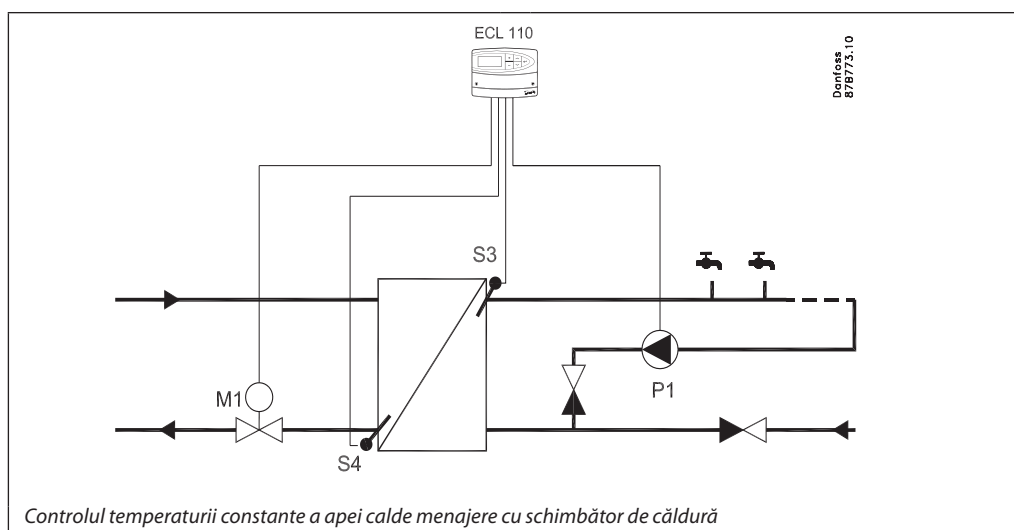 ECL 110
Danfoss
87B773.10
S3
M1
P1
S4
Controlul temperaturii constante a apei calde menajere cu schimbător de căldură